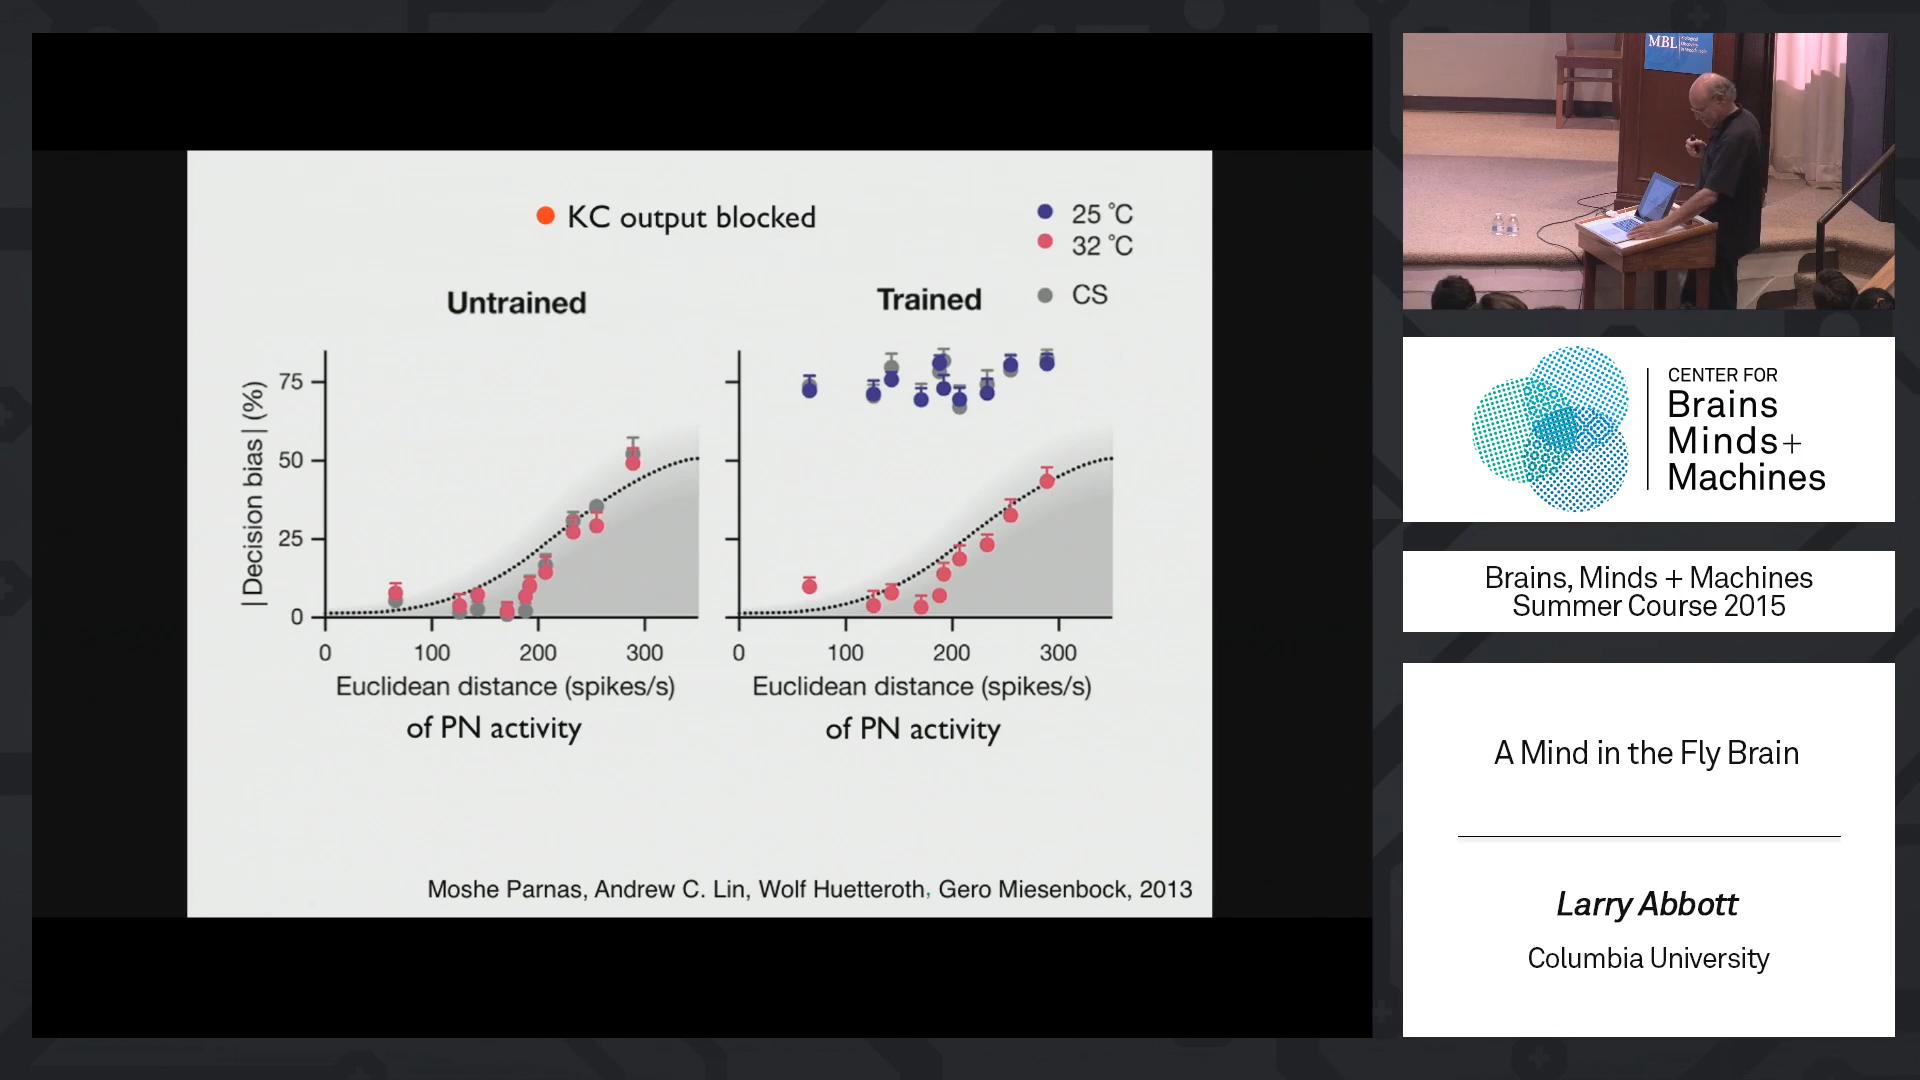 KC output blocked
25 °C
32 °C
CS
Untrained
Trained
|Decision bias| (%)
75
50
25
0
0 100 200 300
0 100 200 300
Euclidean distance (spikes/s)
of PN activity
Euclidean distance (spikes/s)
of PN activity
Moshe Parnas, Andrew C. Lin, Wolf Huetteroth, Gero Miesenbock, 2013
MBL
CENTER FOR
Brains
Minds+
Machines
Brains, Minds + Machines
Summer Course 2015
A Mind in the Fly Brain
Larry Abbott
Columbia University